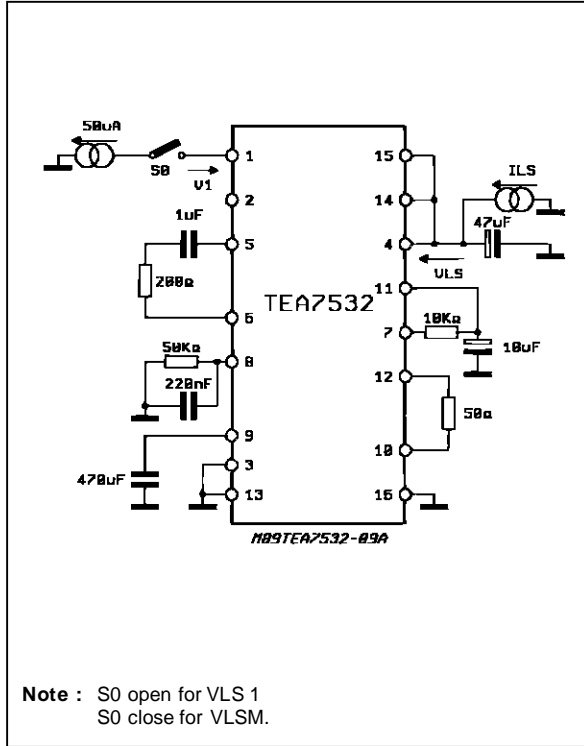 50uA
S0
V1
1
2
1uF
5
200Ω
6
50KΩ
8
220nF
9
470uF
3
13
TEA7532
15
14
4
ILS
47uF
VLS
11
10KΩ
7
10uF
12
50Ω
10
16
M09TEA7532-09A
Note : S0 open for VLS 1
S0 close for VLSM.